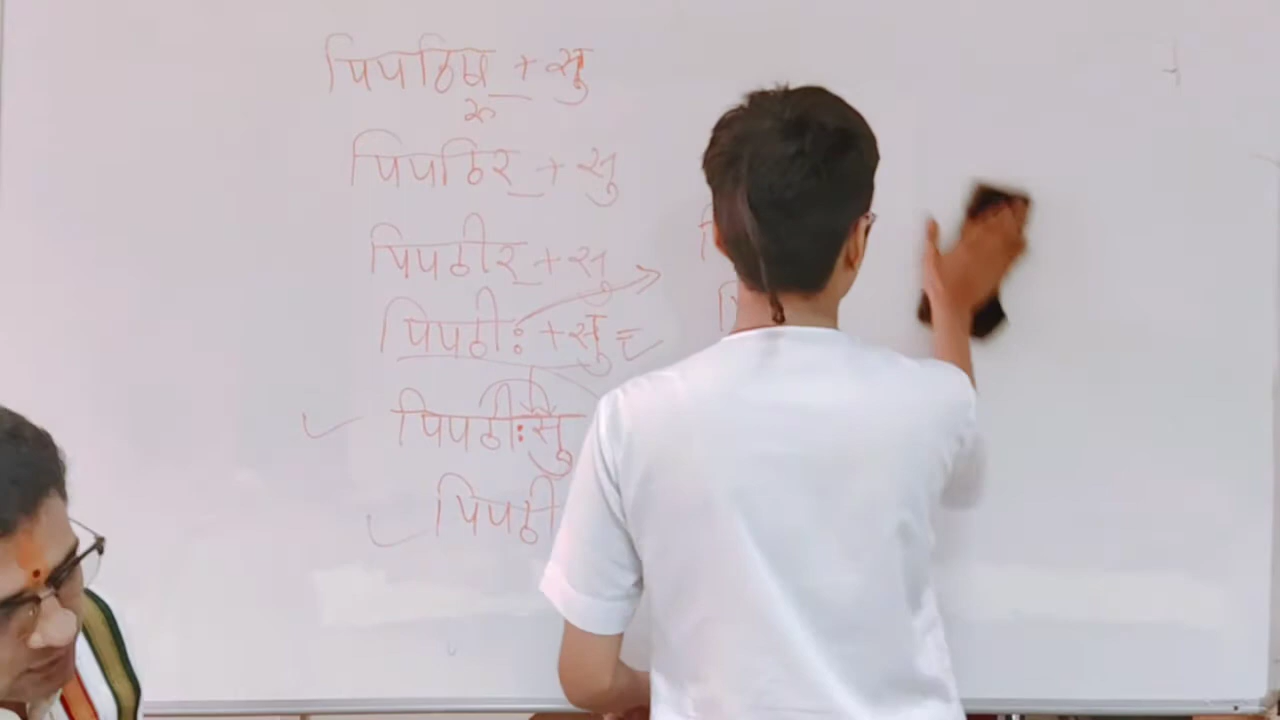 पिपठिष् + सु
रु
पिपठिर् + सु
पिपठीर् + सु
पिपठीः + सु =
पिपठीःसु
पिपठी